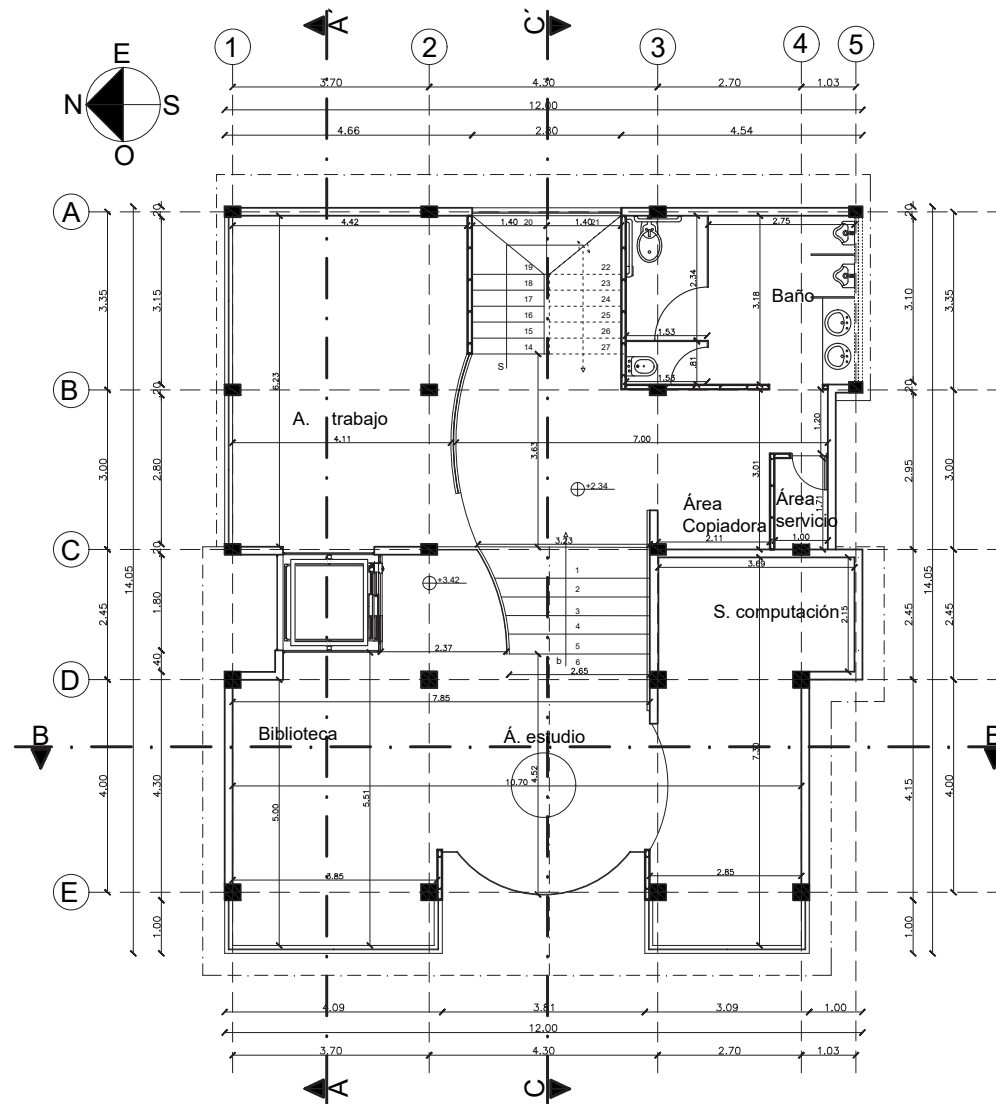 A' C'
1 2 3 4 5
E
N S
O
3.70 4.30 2.70 1.03
12.00
4.66 2.80 4.54
A
.20 .20
4.42 1.40 20 1.40 21 2.75
19 22
18 23
17 24
16 25
15 26
14 27
S
3.35 3.15 2.34 3.18 3.10 3.35
Baño
1.53
.81
1.53
B
.20 .20
6.23
A. trabajo
4.11 7.00
3.63 3.01 1.20
3.00 2.80 2.95 3.00
+2.34
Área Área
Copiadora servicio
1.71
2.11 1.00
C
.20
3.23
A
3.69
+3.42
1
2
3
4
5
b 6
S. computación
2.15
14.05 2.45 1.80 2.45 2.45 14.05
.40
2.37
2.65
D
7.85
Biblioteca Á. estudio
B B
4.52 7.30
10.70
5.00 5.51
4.00 4.30 4.15 4.00
3.85 2.85
E
1.00 1.00
4.09 3.81 3.09 1.00
12.00
3.70 4.30 2.70 1.03
A C